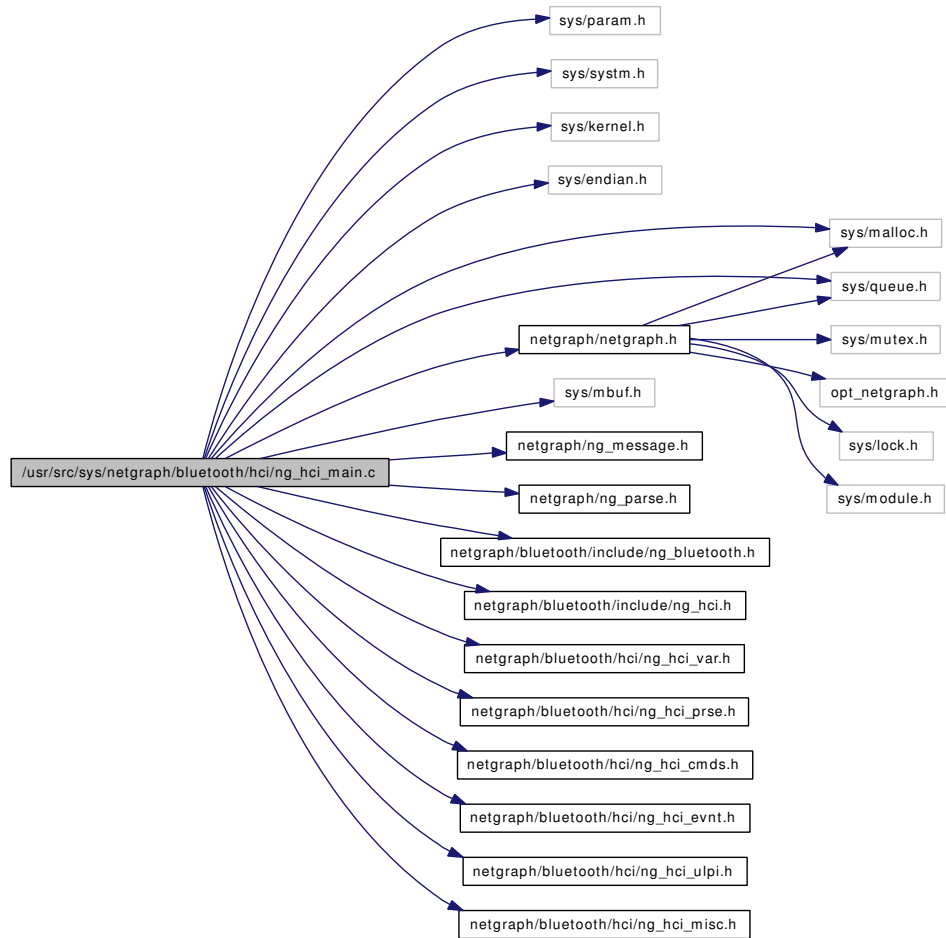 sys/param.h
sys/systm.h
sys/kernel.h
sys/endian.h
sys/malloc.h
sys/queue.h
netgraph/netgraph.h
sys/mutex.h
sys/mbuf.h
opt_netgraph.h
netgraph/ng_message.h
sys/lock.h
/usr/src/sys/netgraph/bluetooth/hci/ng_hci_main.c
netgraph/ng_parse.h
sys/module.h
netgraph/bluetooth/include/ng_bluetooth.h
netgraph/bluetooth/include/ng_hci.h
netgraph/bluetooth/hci/ng_hci_var.h
netgraph/bluetooth/hci/ng_hci_prse.h
netgraph/bluetooth/hci/ng_hci_cmds.h
netgraph/bluetooth/hci/ng_hci_evnt.h
netgraph/bluetooth/hci/ng_hci_ulpi.h
netgraph/bluetooth/hci/ng_hci_misc.h